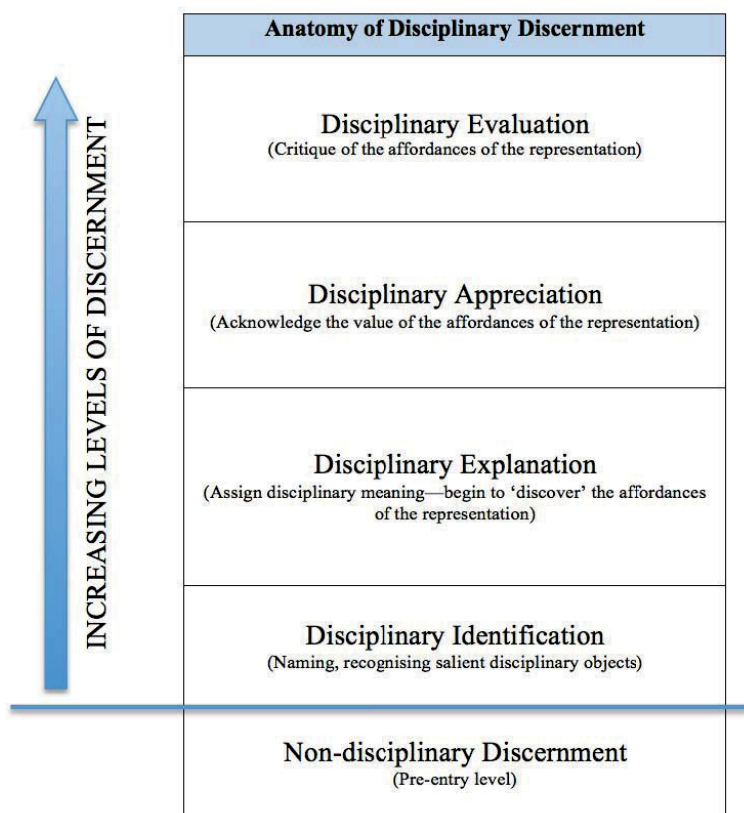 Anatomy of Disciplinary Discernment
INCREASING LEVELS OF DISCERNMENT
Disciplinary Evaluation
(Critique of the affordances of the representation)
Disciplinary Appreciation
(Acknowledge the value of the affordances of the representation)
Disciplinary Explanation
(Assign disciplinary meaning—begin to ‘discover’ the affordances
of the representation)
Disciplinary Identification
(Naming, recognising salient disciplinary objects)
Non-disciplinary Discernment
(Pre-entry level)